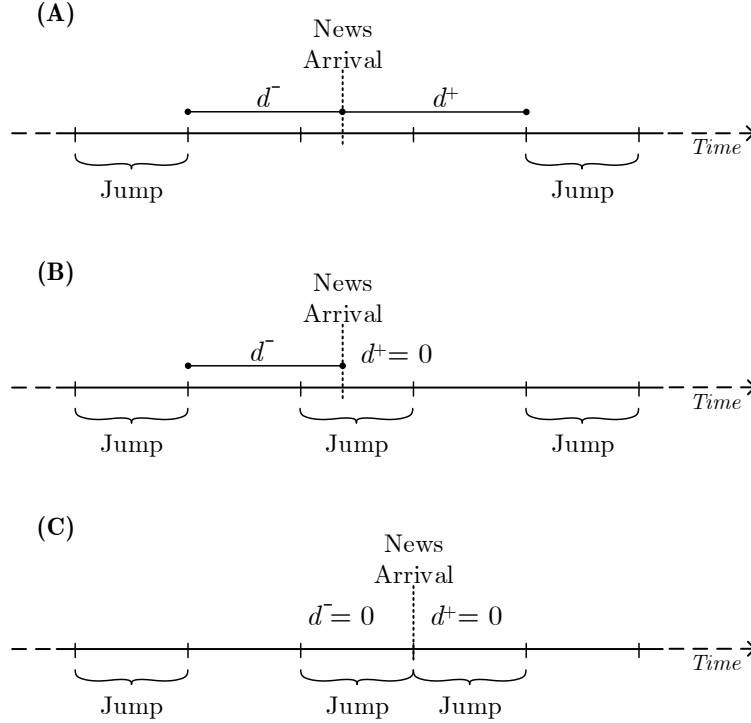 (A)
News
Arrival
d⁻ d⁺
Time
Jump Jump
(B)
News
Arrival
d⁻ d⁺ = 0
Time
Jump Jump Jump
(C)
News
Arrival
d⁻ = 0 d⁺ = 0
Time
Jump Jump Jump